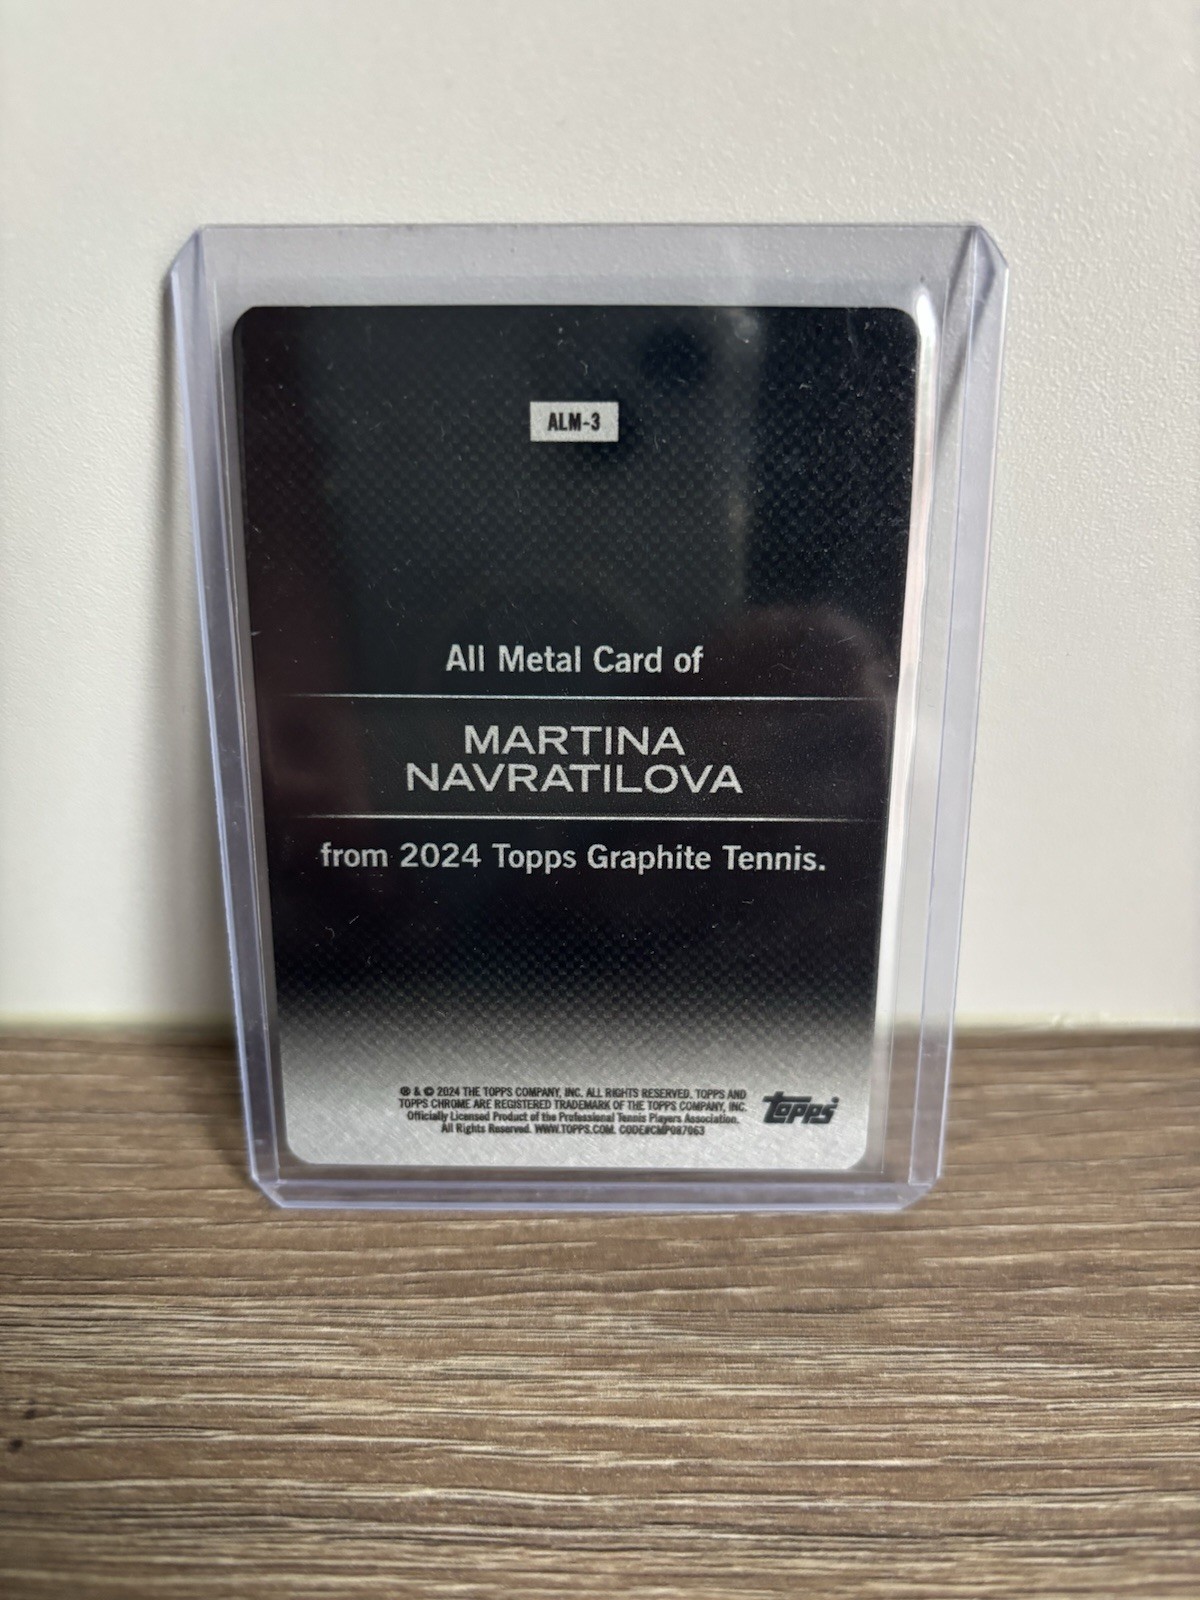 ALM-3
All Metal Card of
MARTINA
NAVRATILOVA
from 2024 Topps Graphite Tennis.
® & © 2024 THE TOPPS COMPANY, INC. ALL RIGHTS RESERVED. TOPPS AND
TOPPS CHROME ARE REGISTERED TRADEMARK OF THE TOPPS COMPANY, INC.
Officially Licensed Product of the Professional Tennis Players Association.
All Rights Reserved. WWW.TOPPS.COM. CODE#CMP087063
Topps